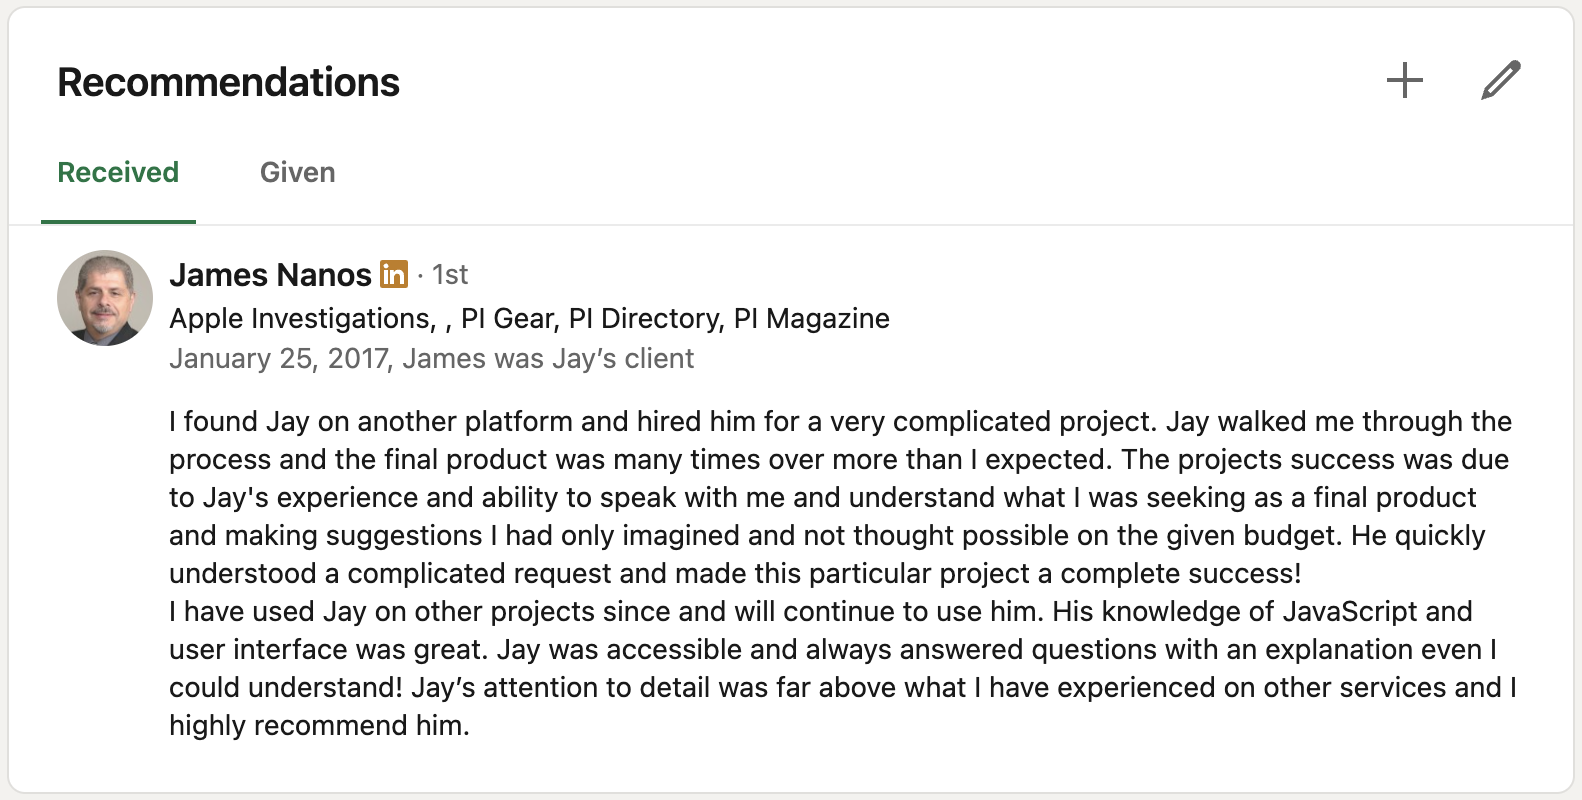 Recommendations
Received Given
James Nanos in · 1st
Apple Investigations, , PI Gear, PI Directory, PI Magazine
January 25, 2017, James was Jay’s client
I found Jay on another platform and hired him for a very complicated project. Jay walked me through the
process and the final product was many times over more than I expected. The projects success was due
to Jay's experience and ability to speak with me and understand what I was seeking as a final product
and making suggestions I had only imagined and not thought possible on the given budget. He quickly
understood a complicated request and made this particular project a complete success!
I have used Jay on other projects since and will continue to use him. His knowledge of JavaScript and
user interface was great. Jay was accessible and always answered questions with an explanation even I
could understand! Jay’s attention to detail was far above what I have experienced on other services and I
highly recommend him.